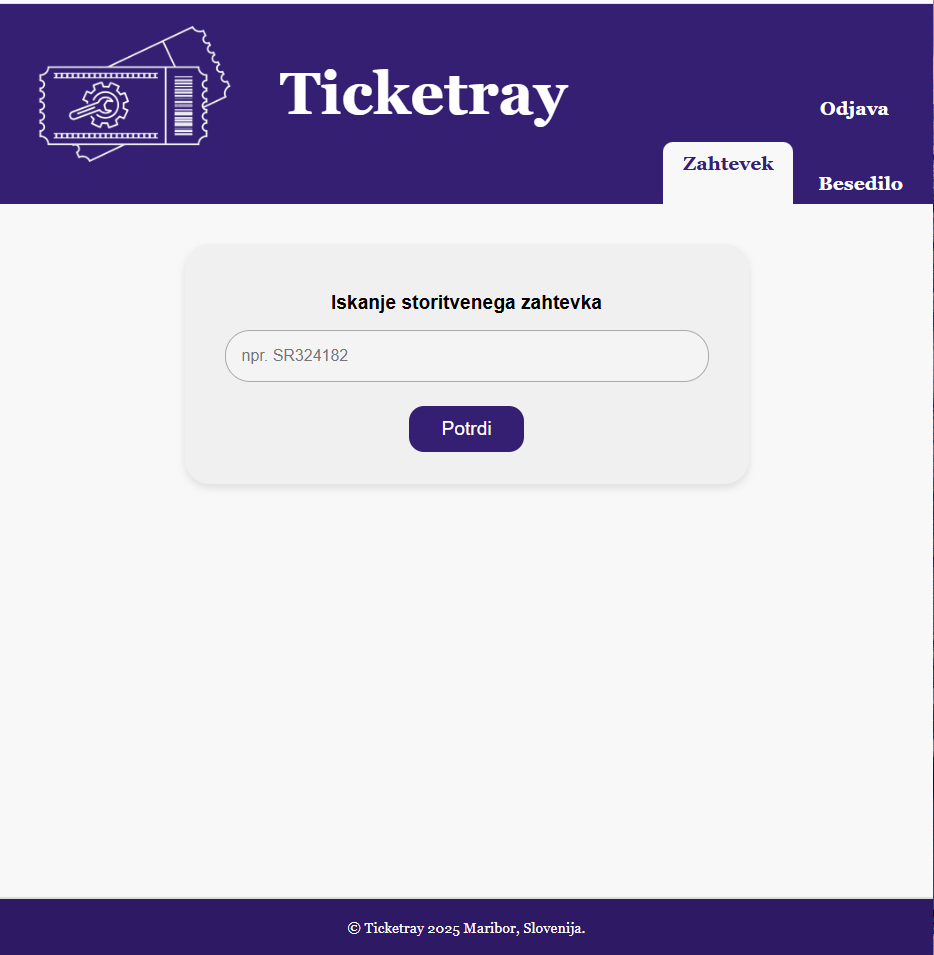 Ticketray
Odjava
Zahtevek
Besedilo
Iskanje storitvenega zahtevka
npr. SR324182
Potrdi
© Ticketray 2025 Maribor, Slovenija.